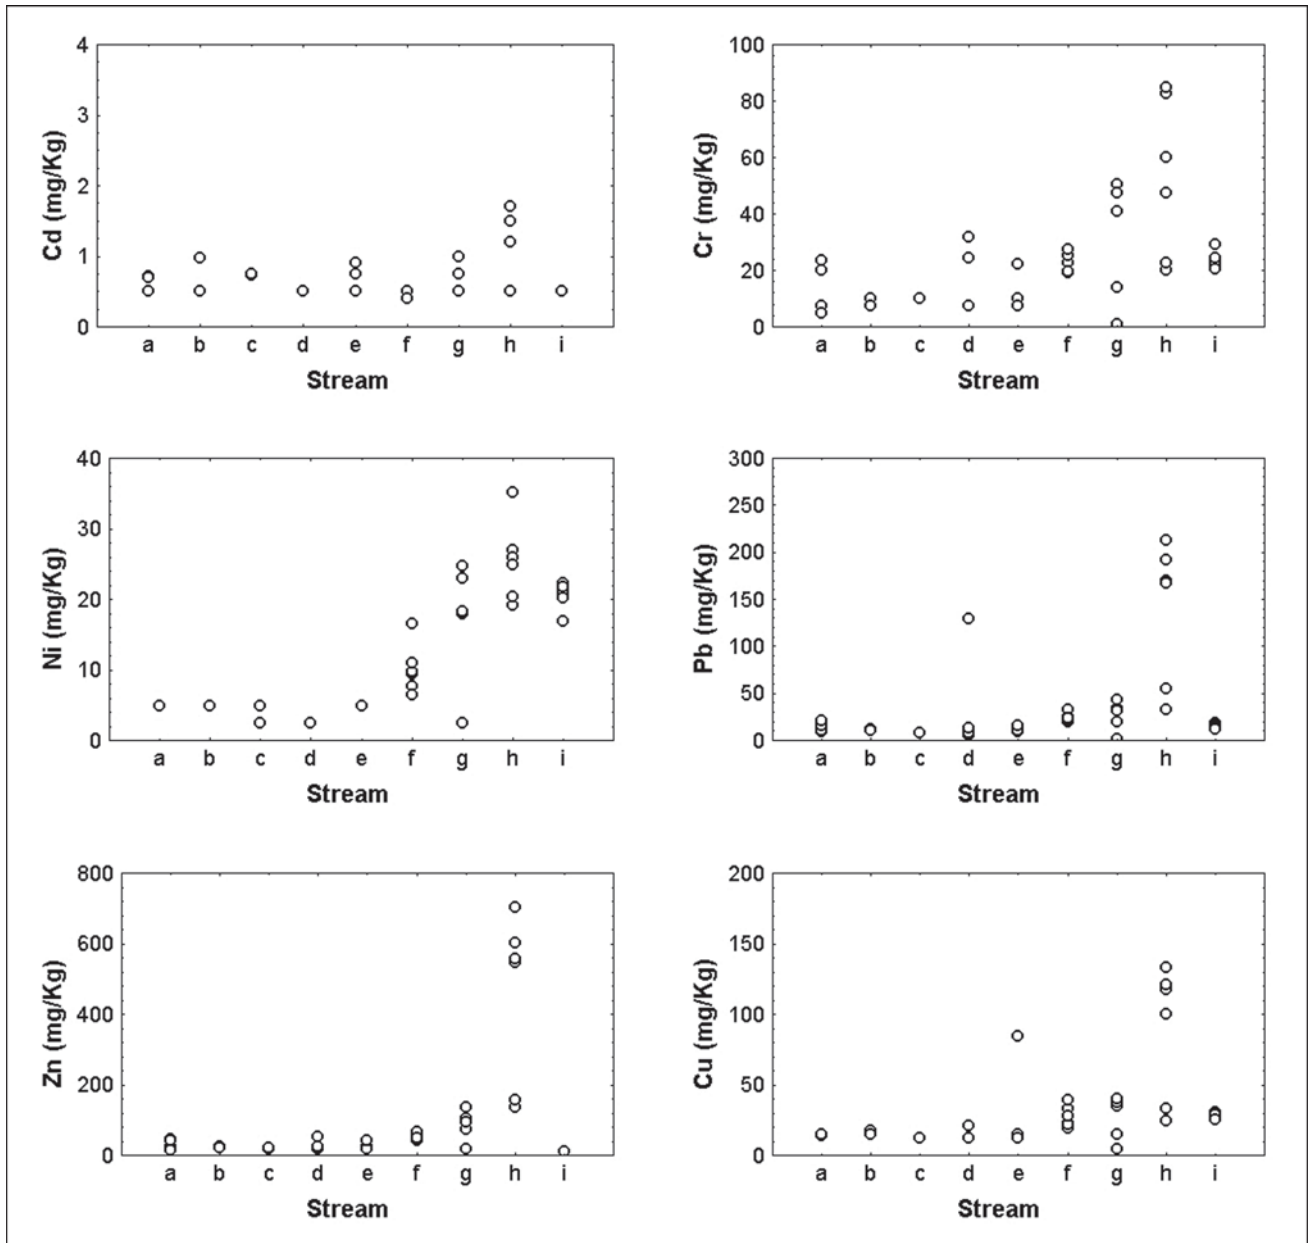 4
3
2
1
0
Cd (mg/Kg)
a b c d e f g h i
Stream
100
80
60
40
20
0
Cr (mg/Kg)
a b c d e f g h i
Stream
40
30
20
10
0
Ni (mg/Kg)
a b c d e f g h i
Stream
300
250
200
150
100
50
0
Pb (mg/Kg)
a b c d e f g h i
Stream
800
600
400
200
0
Zn (mg/Kg)
a b c d e f g h i
Stream
200
150
100
50
0
Cu (mg/Kg)
a b c d e f g h i
Stream